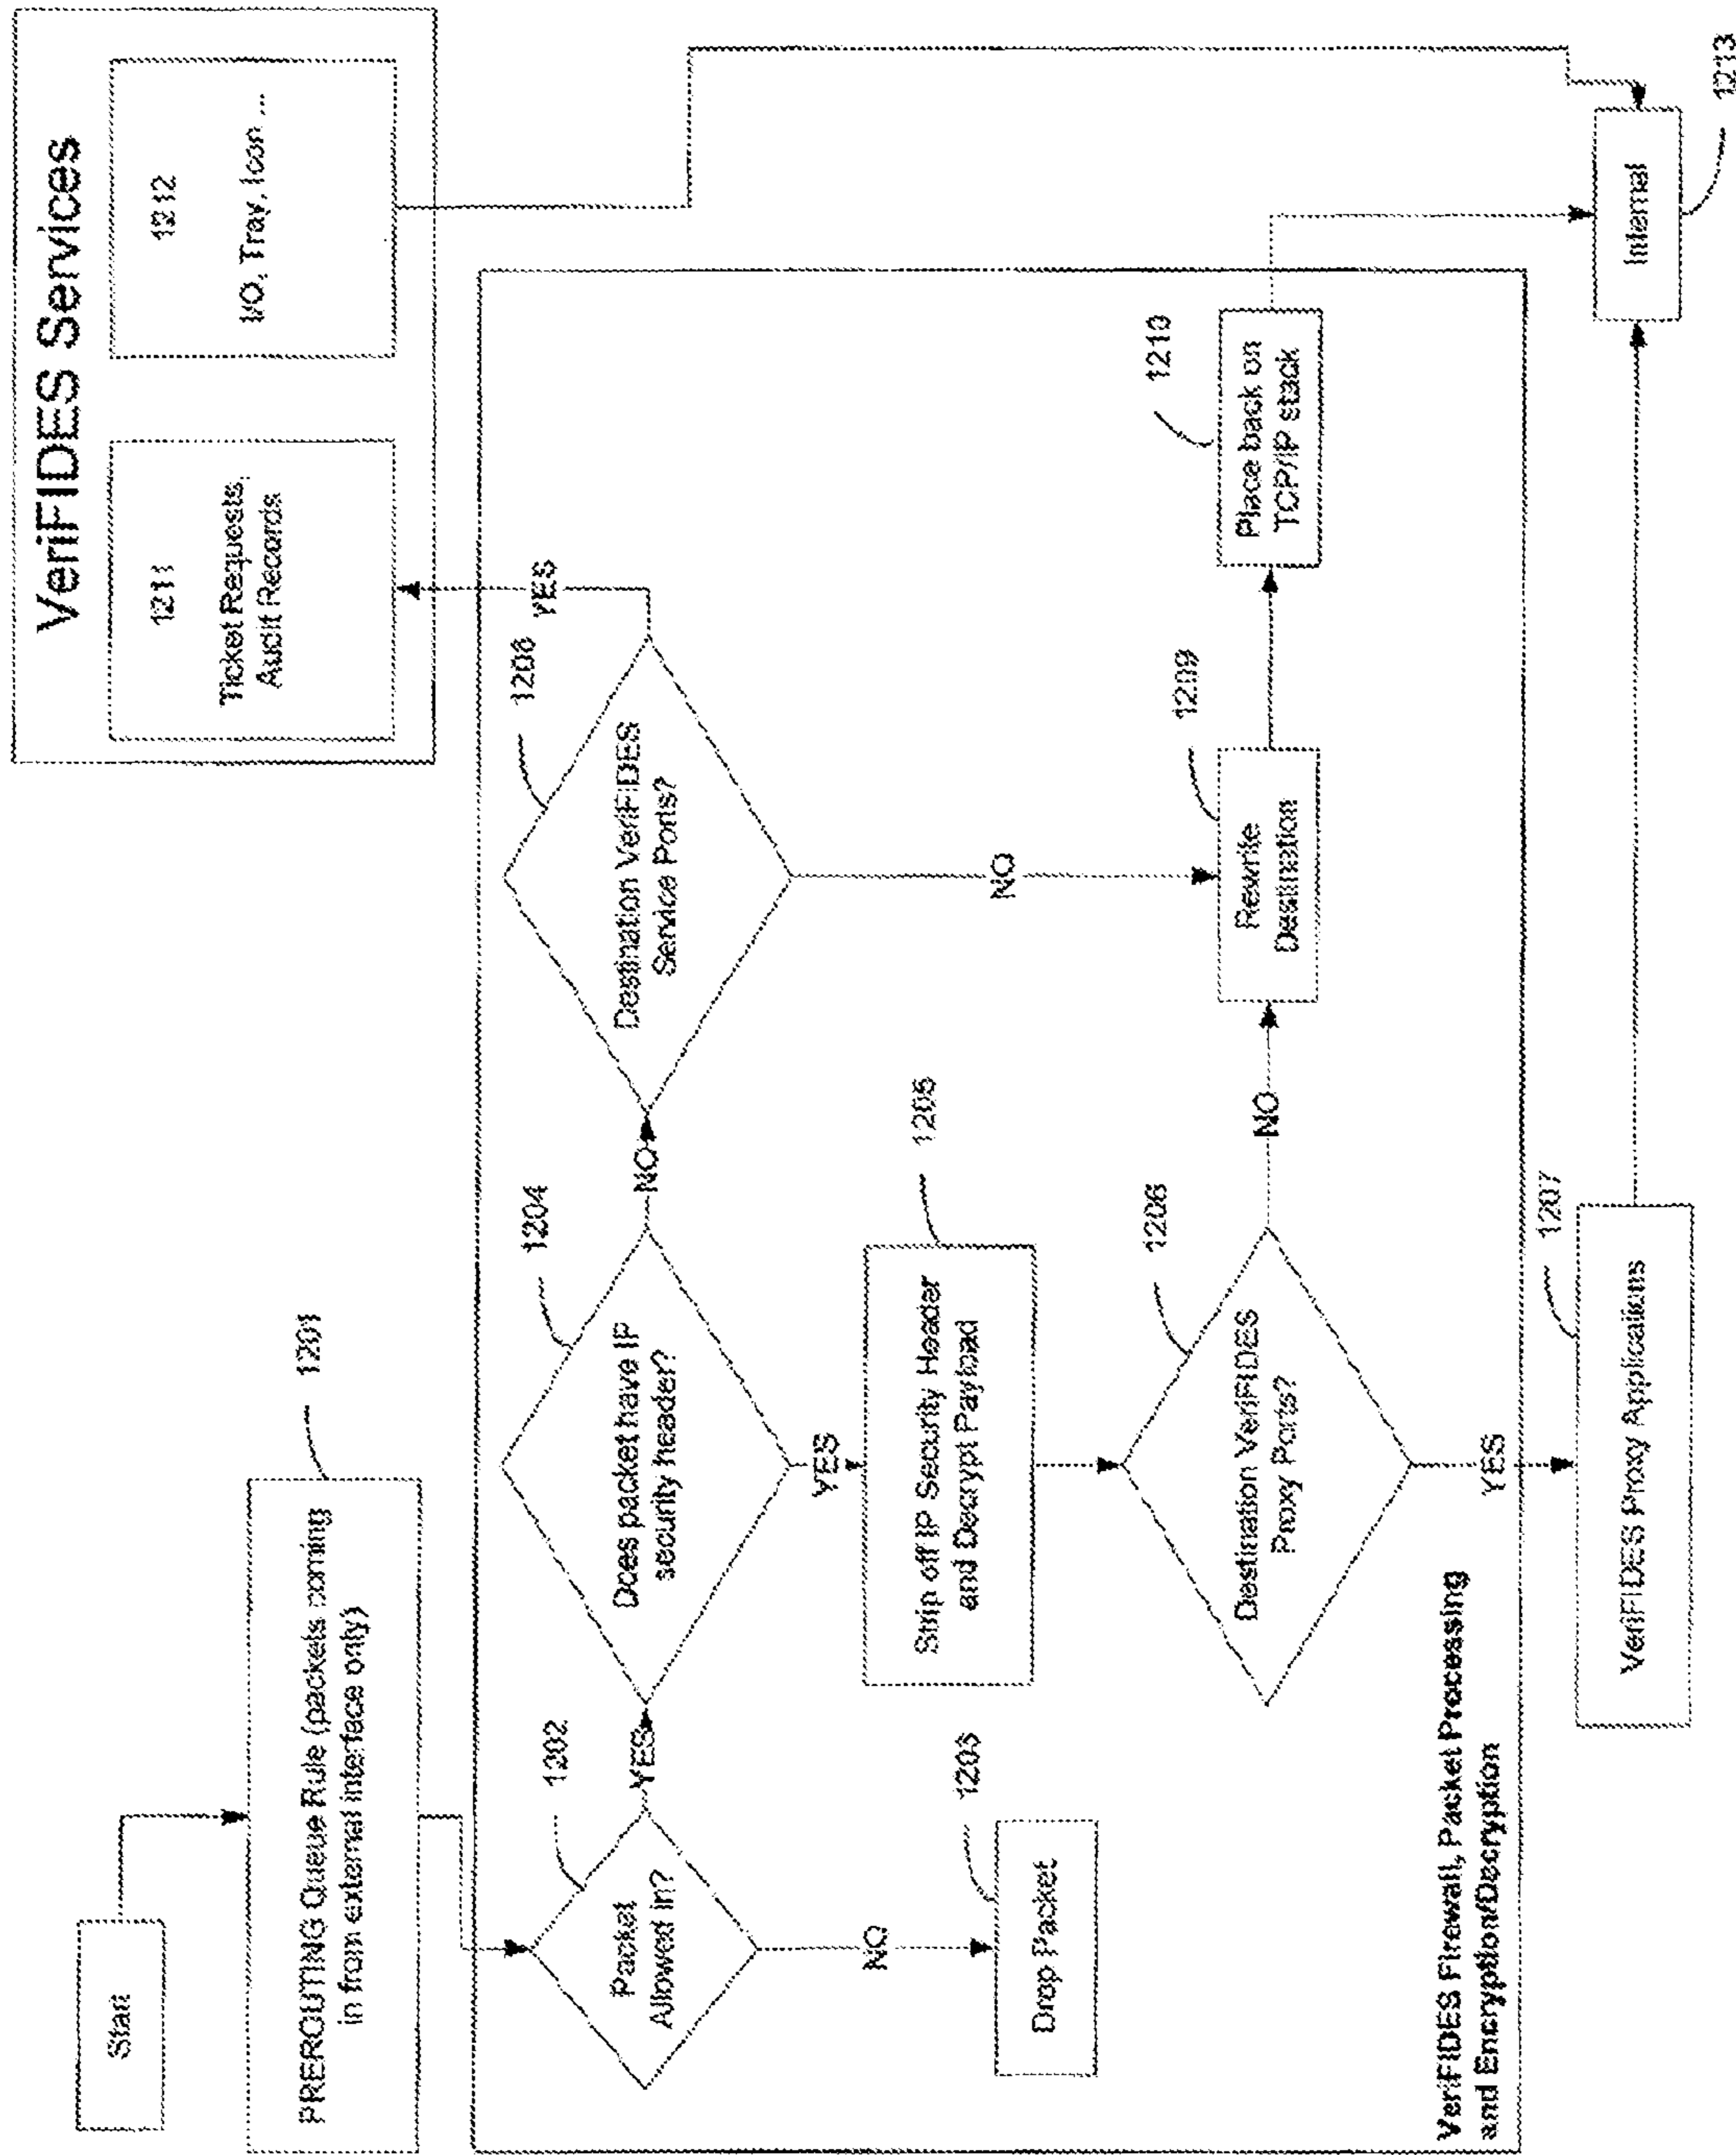 VeriFIDES Services
Start
PREROUTING Queue Rule (packets coming
in from external interface only)
1201
1211
Ticket Requests,
Audit Records
1212
I/O, Tray, Icon ...
Packet
Allowed in?
1202
YES
NO
Drop Packet
1203
Does packet have IP
security header?
1204
NO
YES
Destination VeriFIDES
Service Ports?
1208
YES
NO
Strip off IP Security Header
and Decrypt Payload
1205
Destination VeriFIDES
Proxy Ports?
1206
NO
YES
Rewrite
Destination
1209
Place back on
TCP/IP stack
1210
VeriFIDES Firewall, Packet Processing
and Encryption/Decryption
VeriFIDES Proxy Applications
1207
Internal
1213